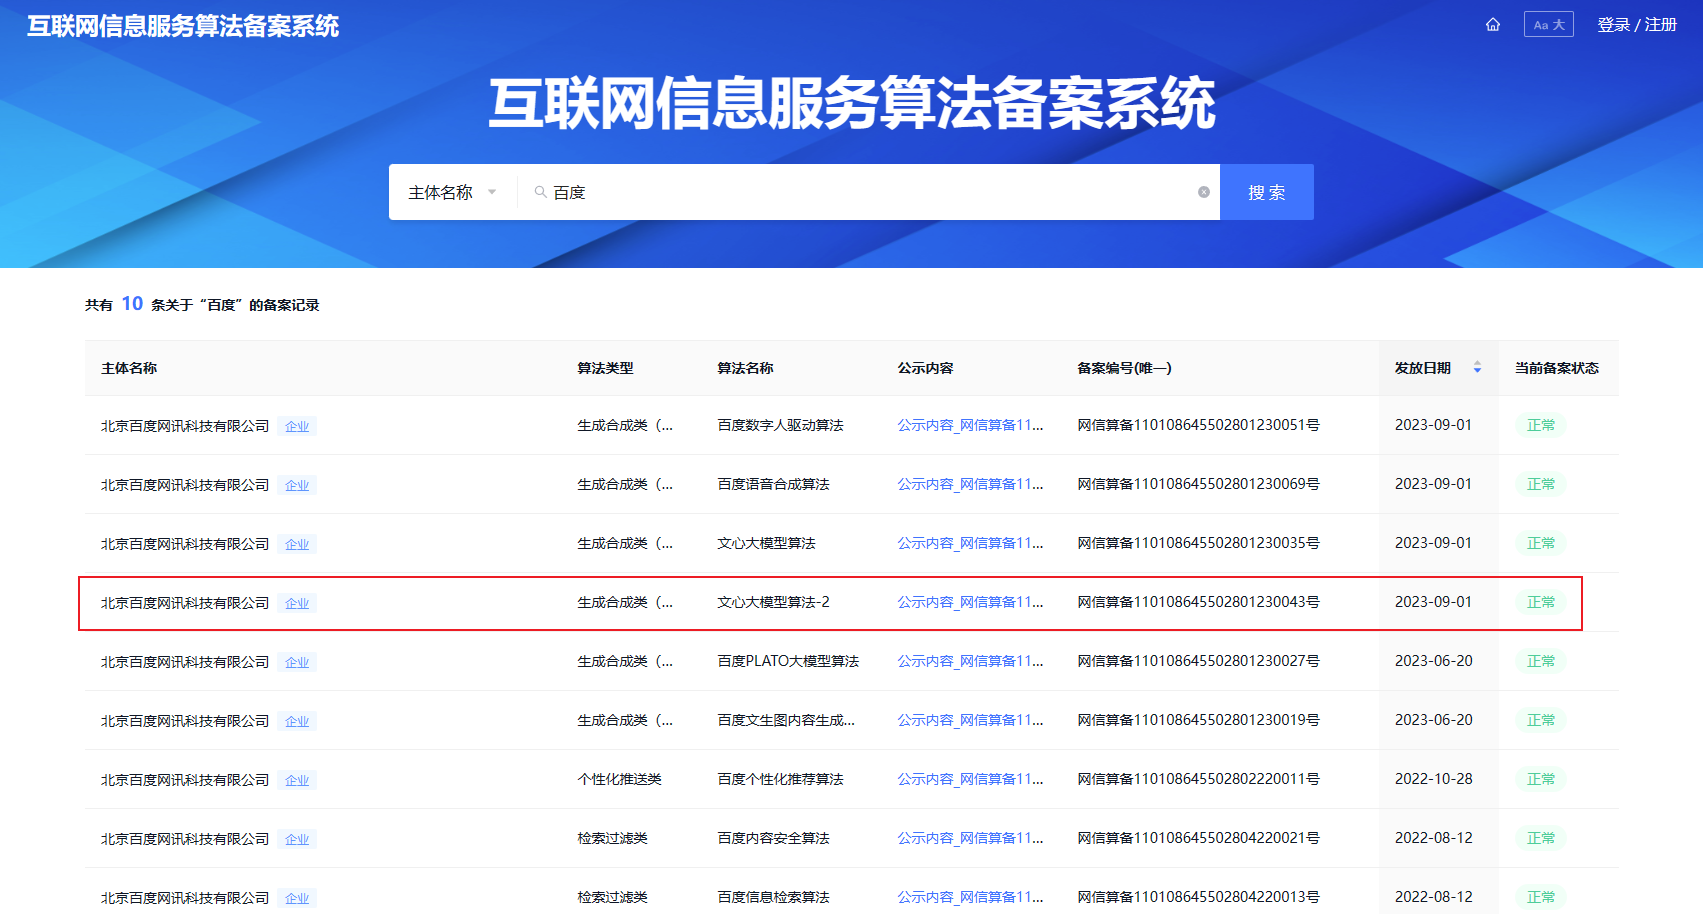 互联网信息服务算法备案系统
Aa 大
登录 / 注册
互联网信息服务算法备案系统
主体名称 百度 搜 索
共有 10 条关于“百度”的备案记录
主体名称 算法类型 算法名称 公示内容 备案编号(唯一) 发放日期 当前备案状态
北京百度网讯科技有限公司 企业 生成合成类（... 百度数字人驱动算法 公示内容_网信算备11... 网信算备110108645502801230051号 2023-09-01 正常
北京百度网讯科技有限公司 企业 生成合成类（... 百度语音合成算法 公示内容_网信算备11... 网信算备110108645502801230069号 2023-09-01 正常
北京百度网讯科技有限公司 企业 生成合成类（... 文心大模型算法 公示内容_网信算备11... 网信算备110108645502801230035号 2023-09-01 正常
北京百度网讯科技有限公司 企业 生成合成类（... 文心大模型算法-2 公示内容_网信算备11... 网信算备110108645502801230043号 2023-09-01 正常
北京百度网讯科技有限公司 企业 生成合成类（... 百度PLATO大模型算法 公示内容_网信算备11... 网信算备110108645502801230027号 2023-06-20 正常
北京百度网讯科技有限公司 企业 生成合成类（... 百度文生图内容生成... 公示内容_网信算备11... 网信算备110108645502801230019号 2023-06-20 正常
北京百度网讯科技有限公司 企业 个性化推送类 百度个性化推荐算法 公示内容_网信算备11... 网信算备110108645502802220011号 2022-10-28 正常
北京百度网讯科技有限公司 企业 检索过滤类 百度内容安全算法 公示内容_网信算备11... 网信算备110108645502804220021号 2022-08-12 正常
北京百度网讯科技有限公司 企业 检索过滤类 百度信息检索算法 公示内容_网信算备11... 网信算备110108645502804220013号 2022-08-12 正常